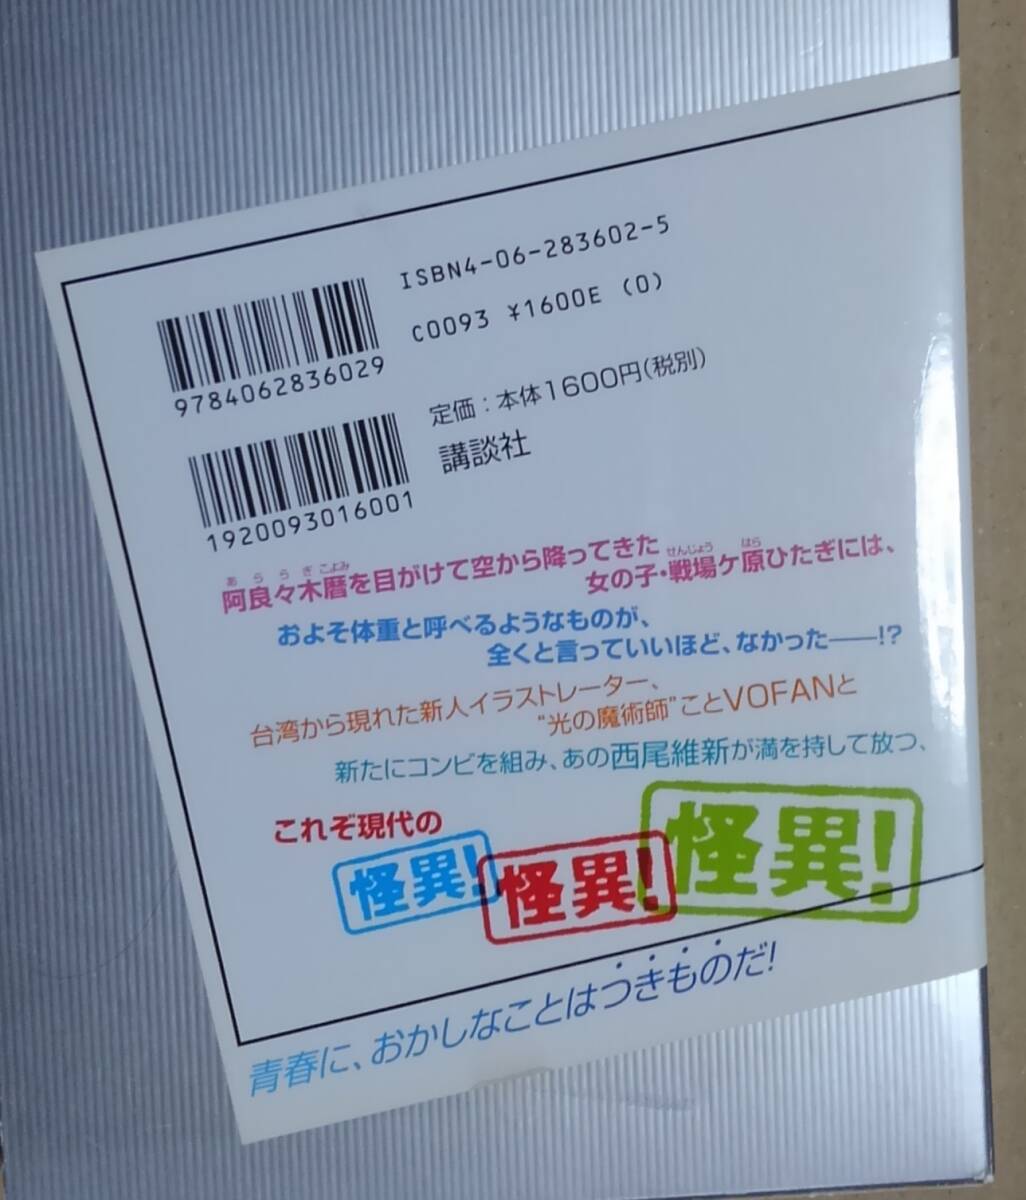 ISBN4-06-283602-5
C0093 ¥1600E (0)
9784062836029
定価：本体1600円（税別）
講談社
1920093016001
あららぎこよみ
阿良々木暦を目がけて空から降ってきた
せんじょう はら
女の子・戦場ケ原ひたぎには、
およそ体重と呼べるようなものが、
全くと言っていいほど、なかった──!?
台湾から現れた新人イラストレーター、
“光の魔術師”ことVOFANと
新たにコンビを組み、あの西尾維新が満を持して放つ、
これぞ現代の
怪異!
怪異!
怪異!
青春に、おかしなことはつきものだ!